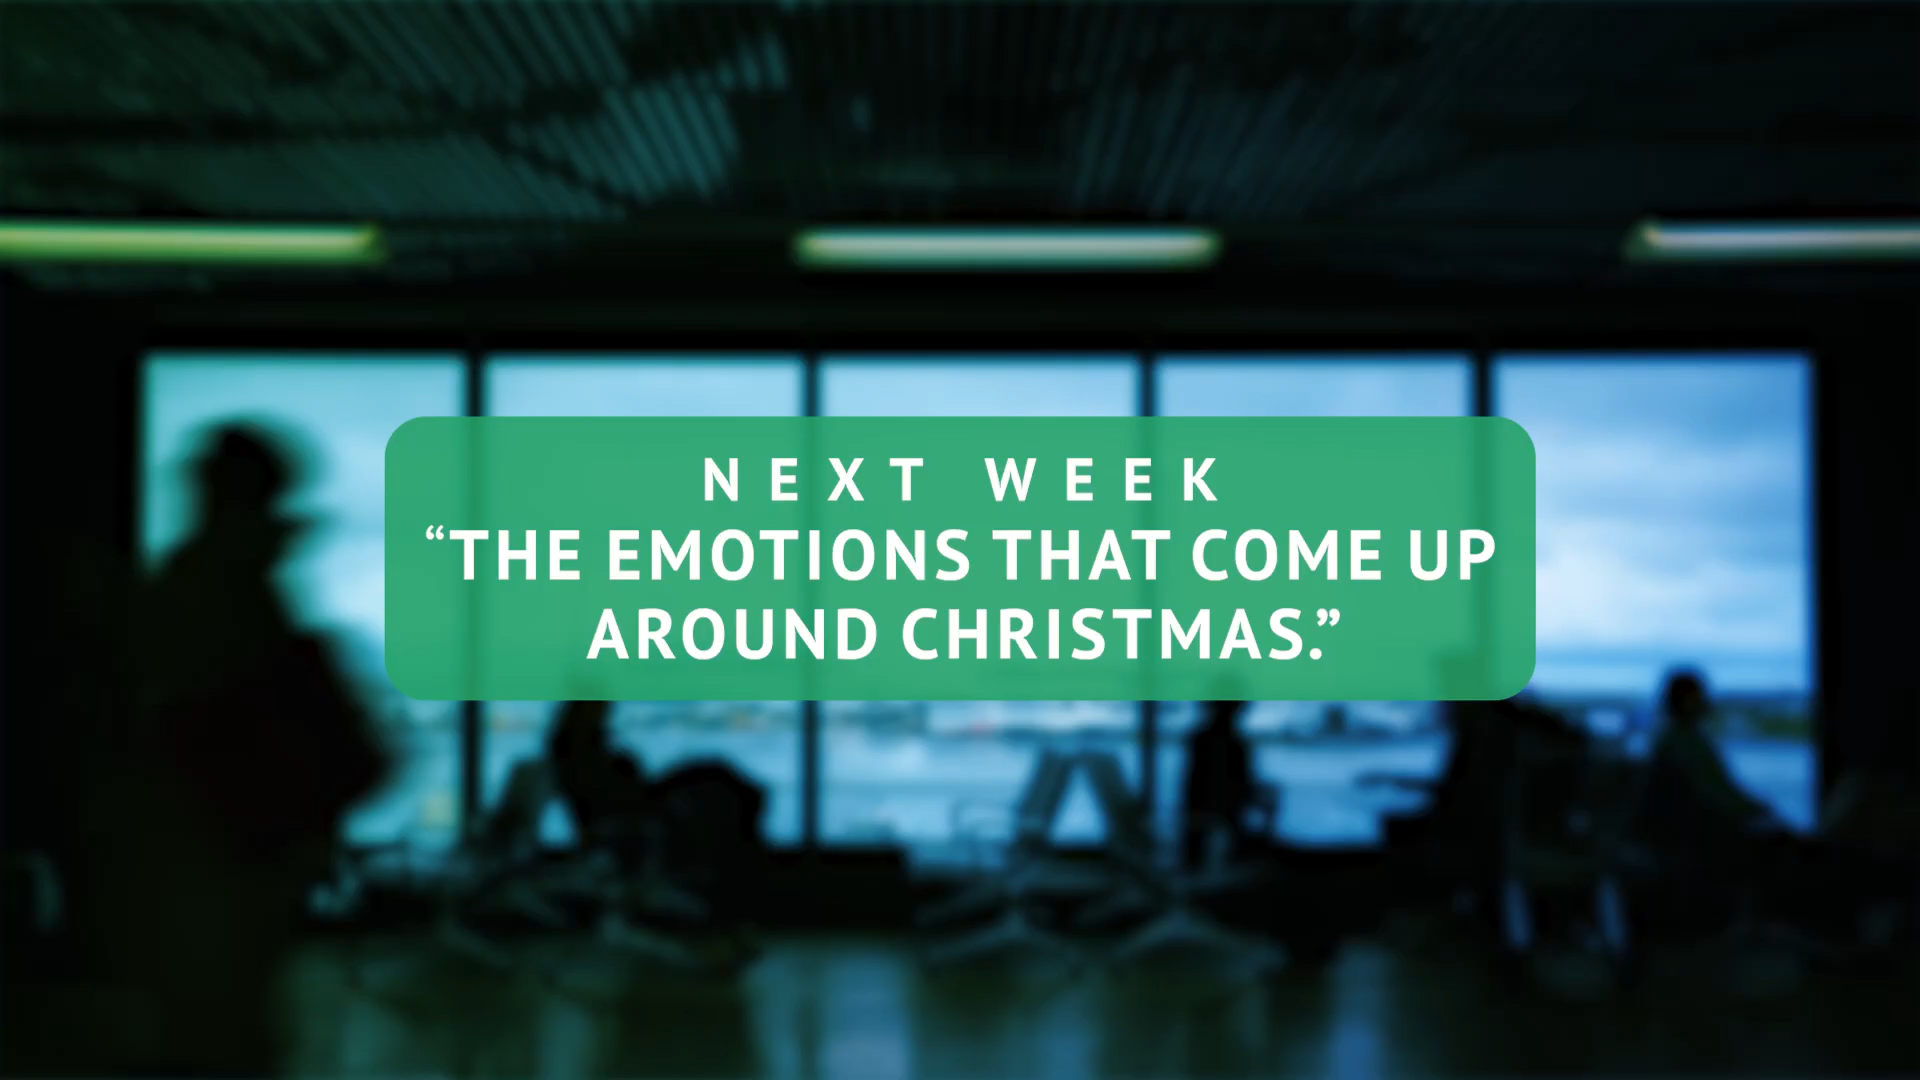 NEXT WEEK
“THE EMOTIONS THAT COME UP
AROUND CHRISTMAS.”